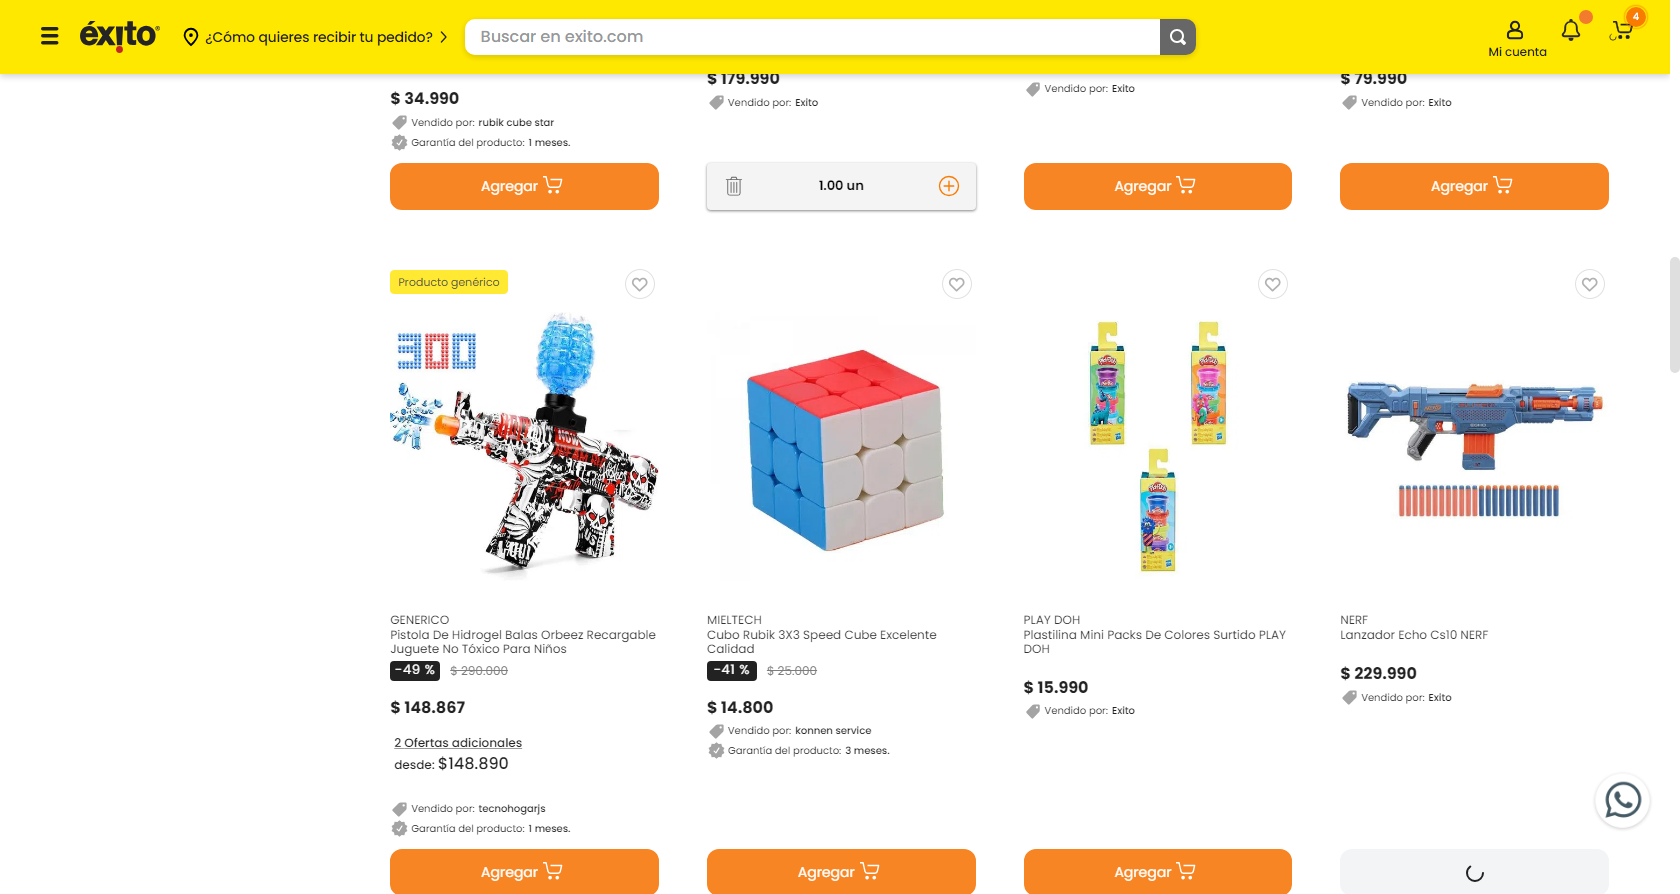 éxito
¿Cómo quieres recibir tu pedido?
Buscar en exito.com
Mi cuenta
4
$ 34.990
Vendido por: rubik cube star
Garantía del producto: 1 meses.
Agregar
$ 179.990
Vendido por: Exito
1.00 un
Vendido por: Exito
Agregar
$ 79.990
Vendido por: Exito
Agregar
Producto genérico
300
GENERICO
Pistola De Hidrogel Balas Orbeez Recargable
Juguete No Tóxico Para Niños
-49 % $ 290.000
$ 148.867
2 Ofertas adicionales
desde: $148.890
Vendido por: tecnohogarjs
Garantía del producto: 1 meses.
Agregar
MIELTECH
Cubo Rubik 3X3 Speed Cube Excelente
Calidad
-41 % $ 25.000
$ 14.800
Vendido por: konnen service
Garantía del producto: 3 meses.
Agregar
PLAY DOH
Plastilina Mini Packs De Colores Surtido PLAY
DOH
$ 15.990
Vendido por: Exito
Agregar
NERF
Lanzador Echo Cs10 NERF
$ 229.990
Vendido por: Exito